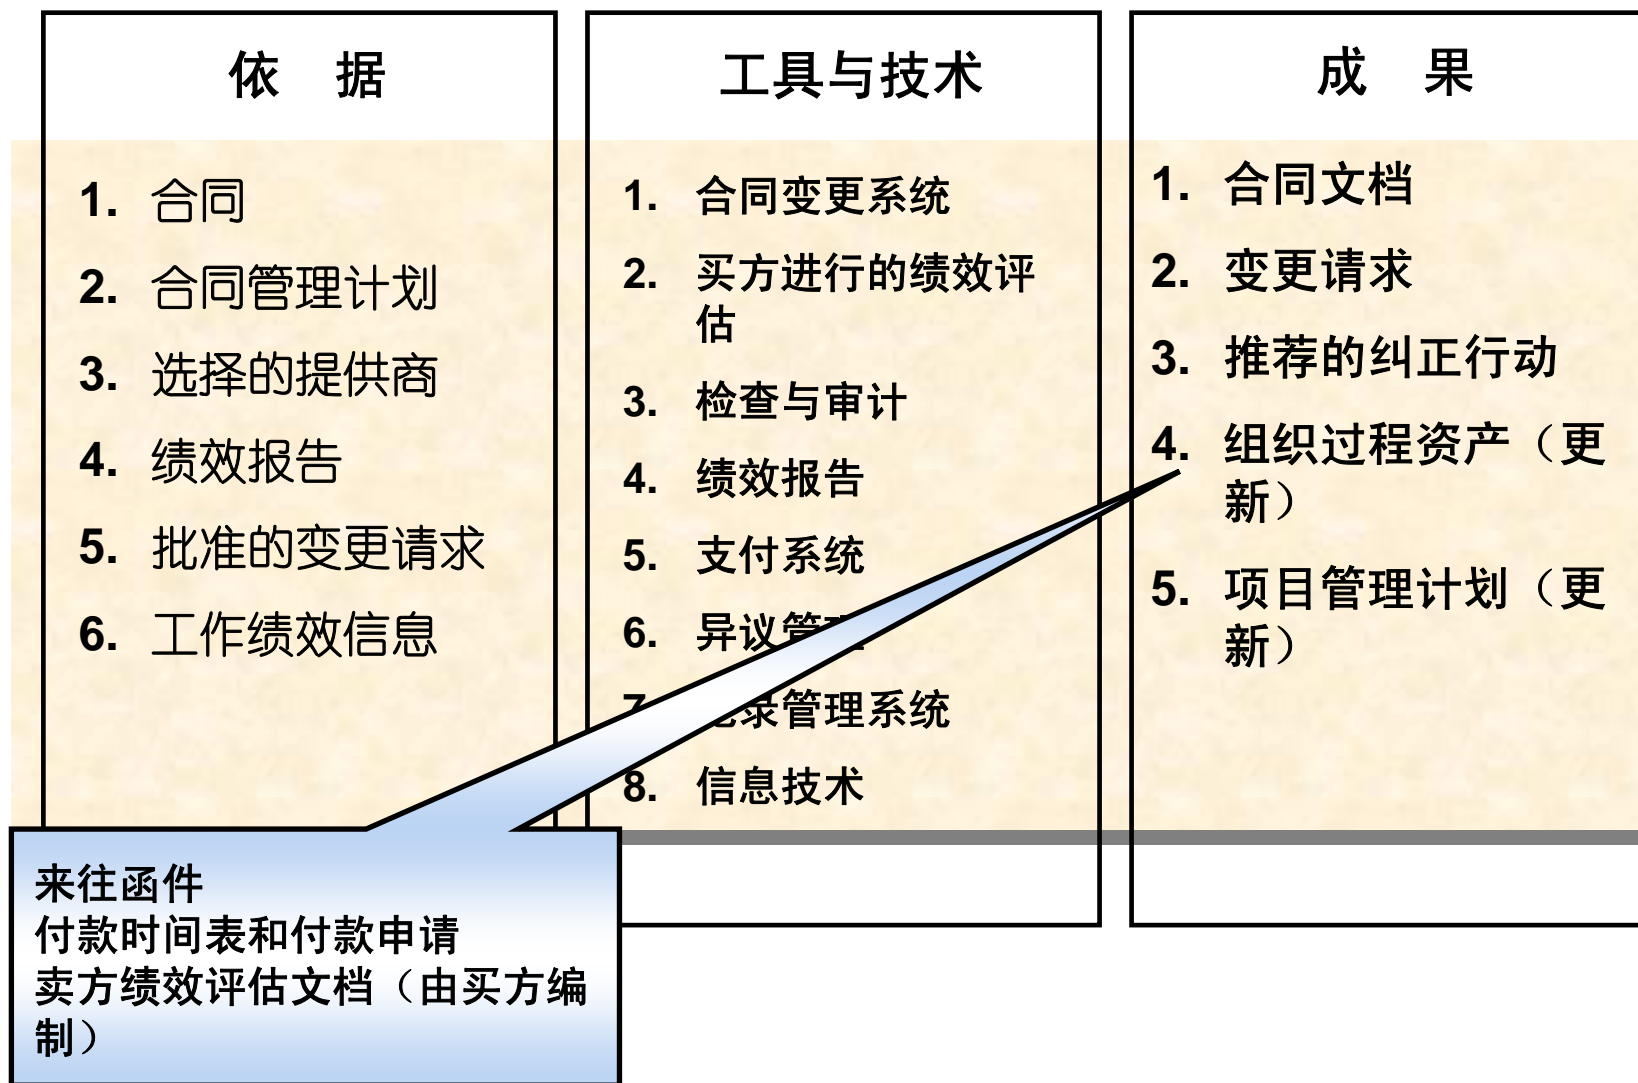 依 据
1. 合同
2. 合同管理计划
3. 选择的提供商
4. 绩效报告
5. 批准的变更请求
6. 工作绩效信息
工具与技术
1. 合同变更系统
2. 买方进行的绩效评
估
3. 检查与审计
4. 绩效报告
5. 支付系统
6. 异议管理
7. 记录管理系统
8. 信息技术
成 果
1. 合同文档
2. 变更请求
3. 推荐的纠正行动
4. 组织过程资产（更
新）
5. 项目管理计划（更
新）
来往函件
付款时间表和付款申请
卖方绩效评估文档（由买方编
制）